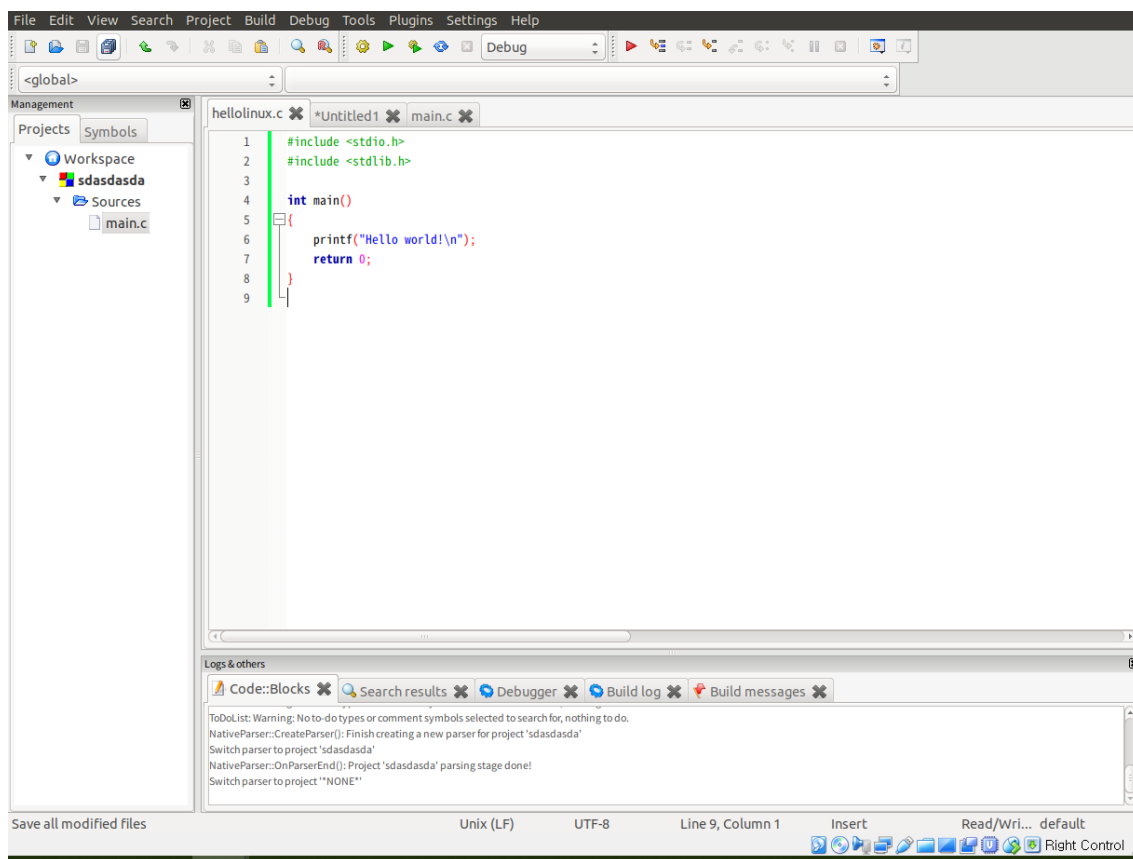 File Edit View Search Project Build Debug Tools Plugins Settings Help
Debug
<global>
Management
Projects Symbols
Workspace
sdasdasda
Sources
main.c
hellolinux.c *Untitled1 main.c
1 #include <stdio.h>
2 #include <stdlib.h>
3
4 int main()
5 {
6 printf("Hello world!\n");
7 return 0;
8 }
9
Logs & others
Code::Blocks Search results Debugger Build log Build messages
ToDoList: Warning: No to-do types or comment symbols selected to search for, nothing to do.
NativeParser::CreateParser(): Finish creating a new parser for project 'sdasdasda'
Switch parser to project 'sdasdasda'
NativeParser::OnParserEnd(): Project 'sdasdasda' parsing stage done!
Switch parser to project '*NONE*'
Save all modified files Unix (LF) UTF-8 Line 9, Column 1 Insert Read/Wri... default
Right Control